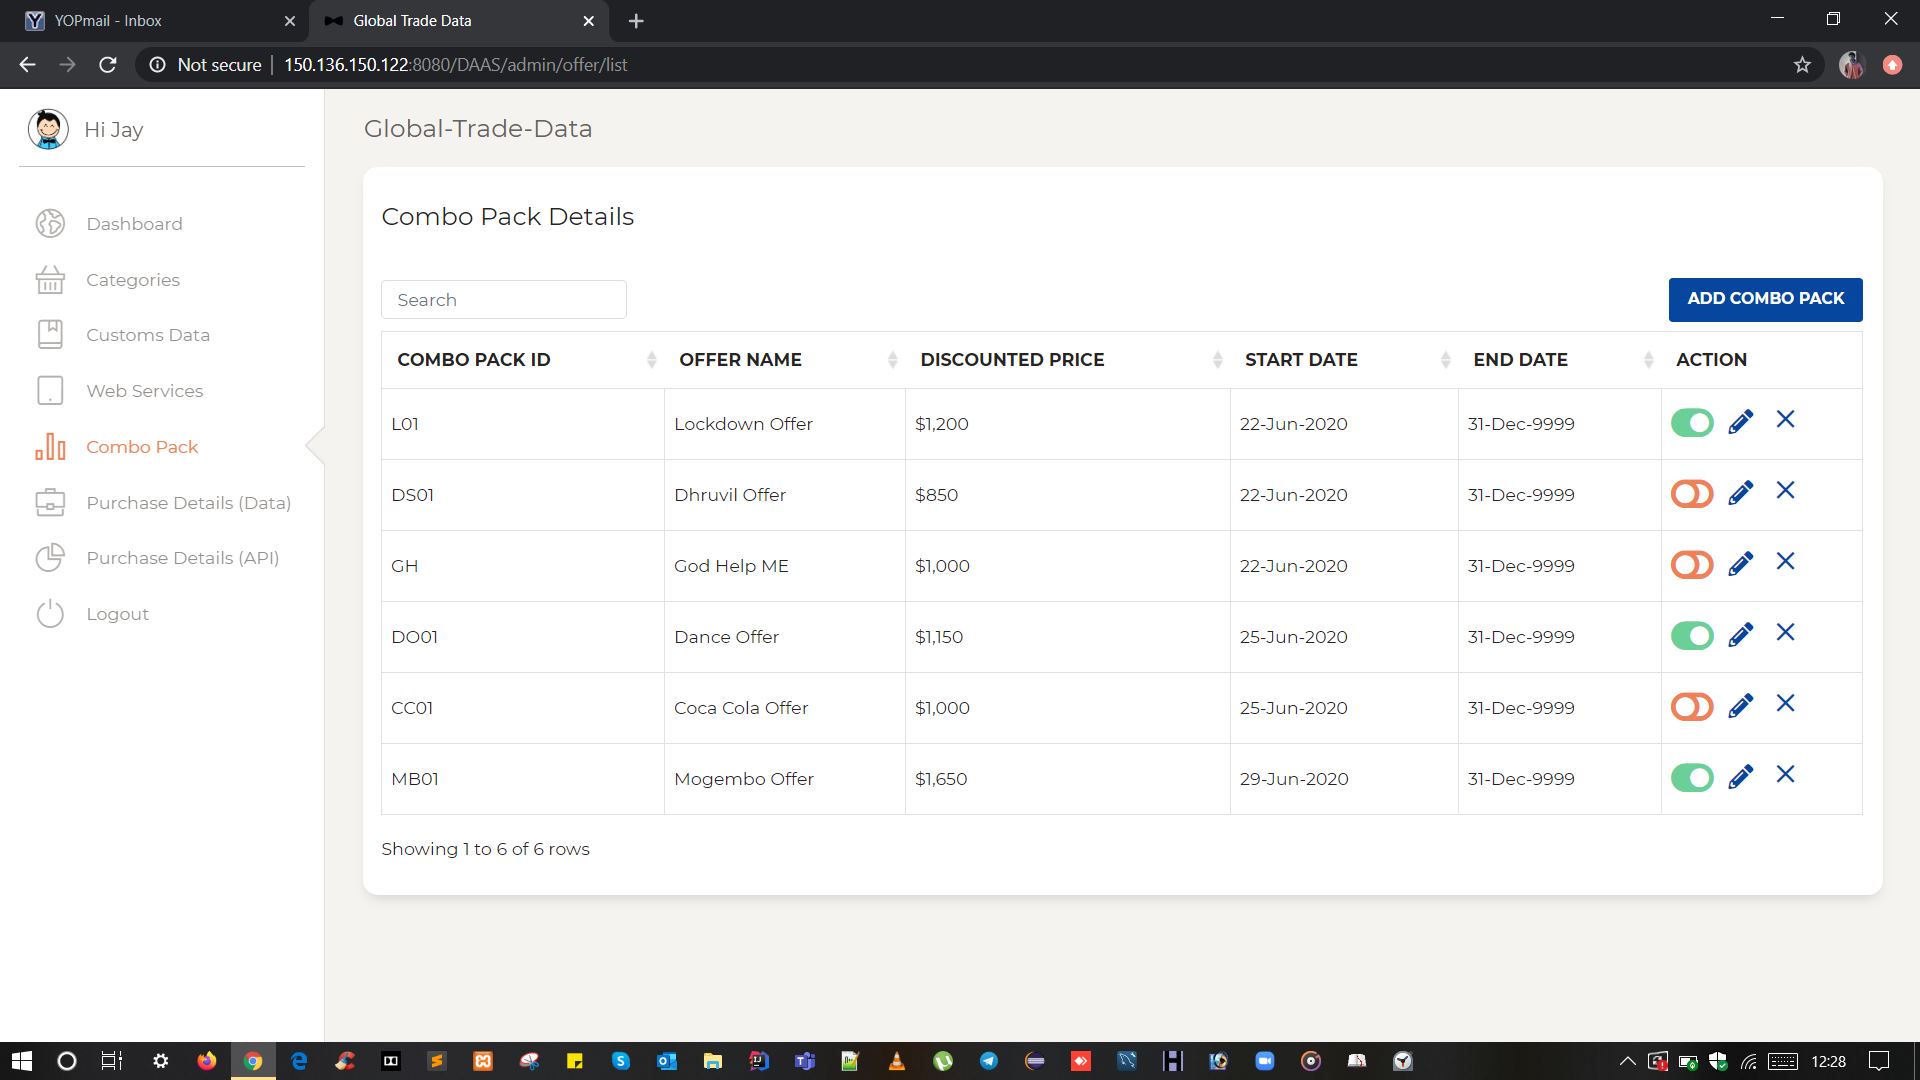 YOPmail - Inbox
Global Trade Data
Not secure
150.136.150.122:8080/DAAS/admin/offer/list
Hi Jay
Dashboard
Categories
Customs Data
Web Services
Combo Pack
Purchase Details (Data)
Purchase Details (API)
Logout
Global-Trade-Data
Combo Pack Details
Search
ADD COMBO PACK
COMBO PACK ID OFFER NAME DISCOUNTED PRICE START DATE END DATE ACTION
L01 Lockdown Offer $1,200 22-Jun-2020 31-Dec-9999
DS01 Dhruvil Offer $850 22-Jun-2020 31-Dec-9999
GH God Help ME $1,000 22-Jun-2020 31-Dec-9999
DO01 Dance Offer $1,150 25-Jun-2020 31-Dec-9999
CC01 Coca Cola Offer $1,000 25-Jun-2020 31-Dec-9999
MB01 Mogembo Offer $1,650 29-Jun-2020 31-Dec-9999
Showing 1 to 6 of 6 rows
12:28